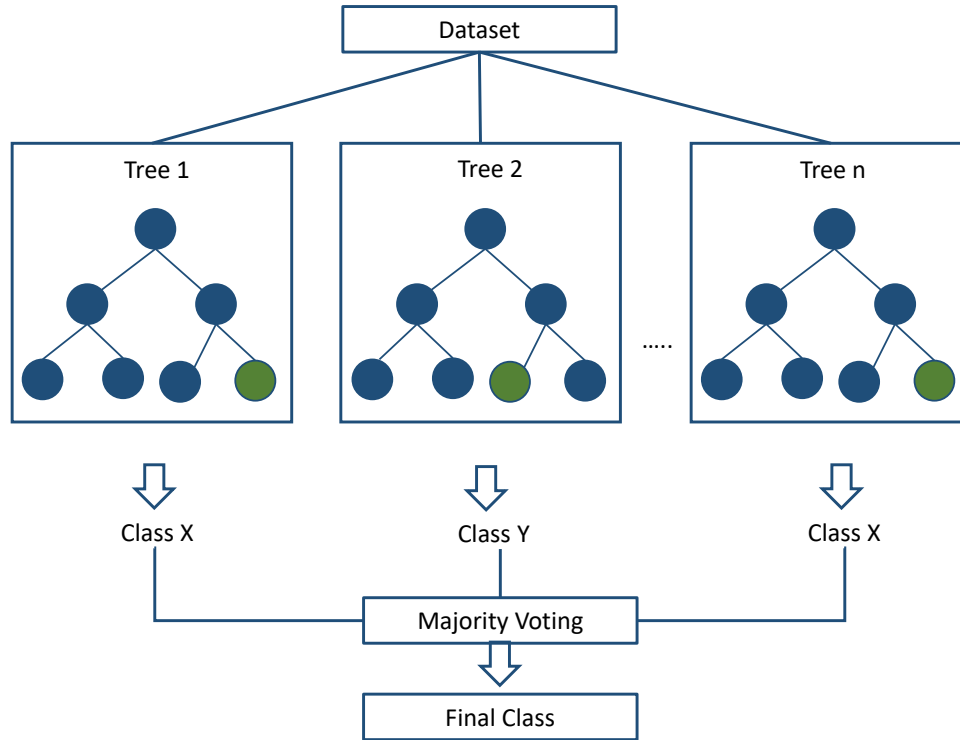 Dataset
Tree 1
Tree 2
Tree n
.....
Class X
Class Y
Class X
Majority Voting
Final Class